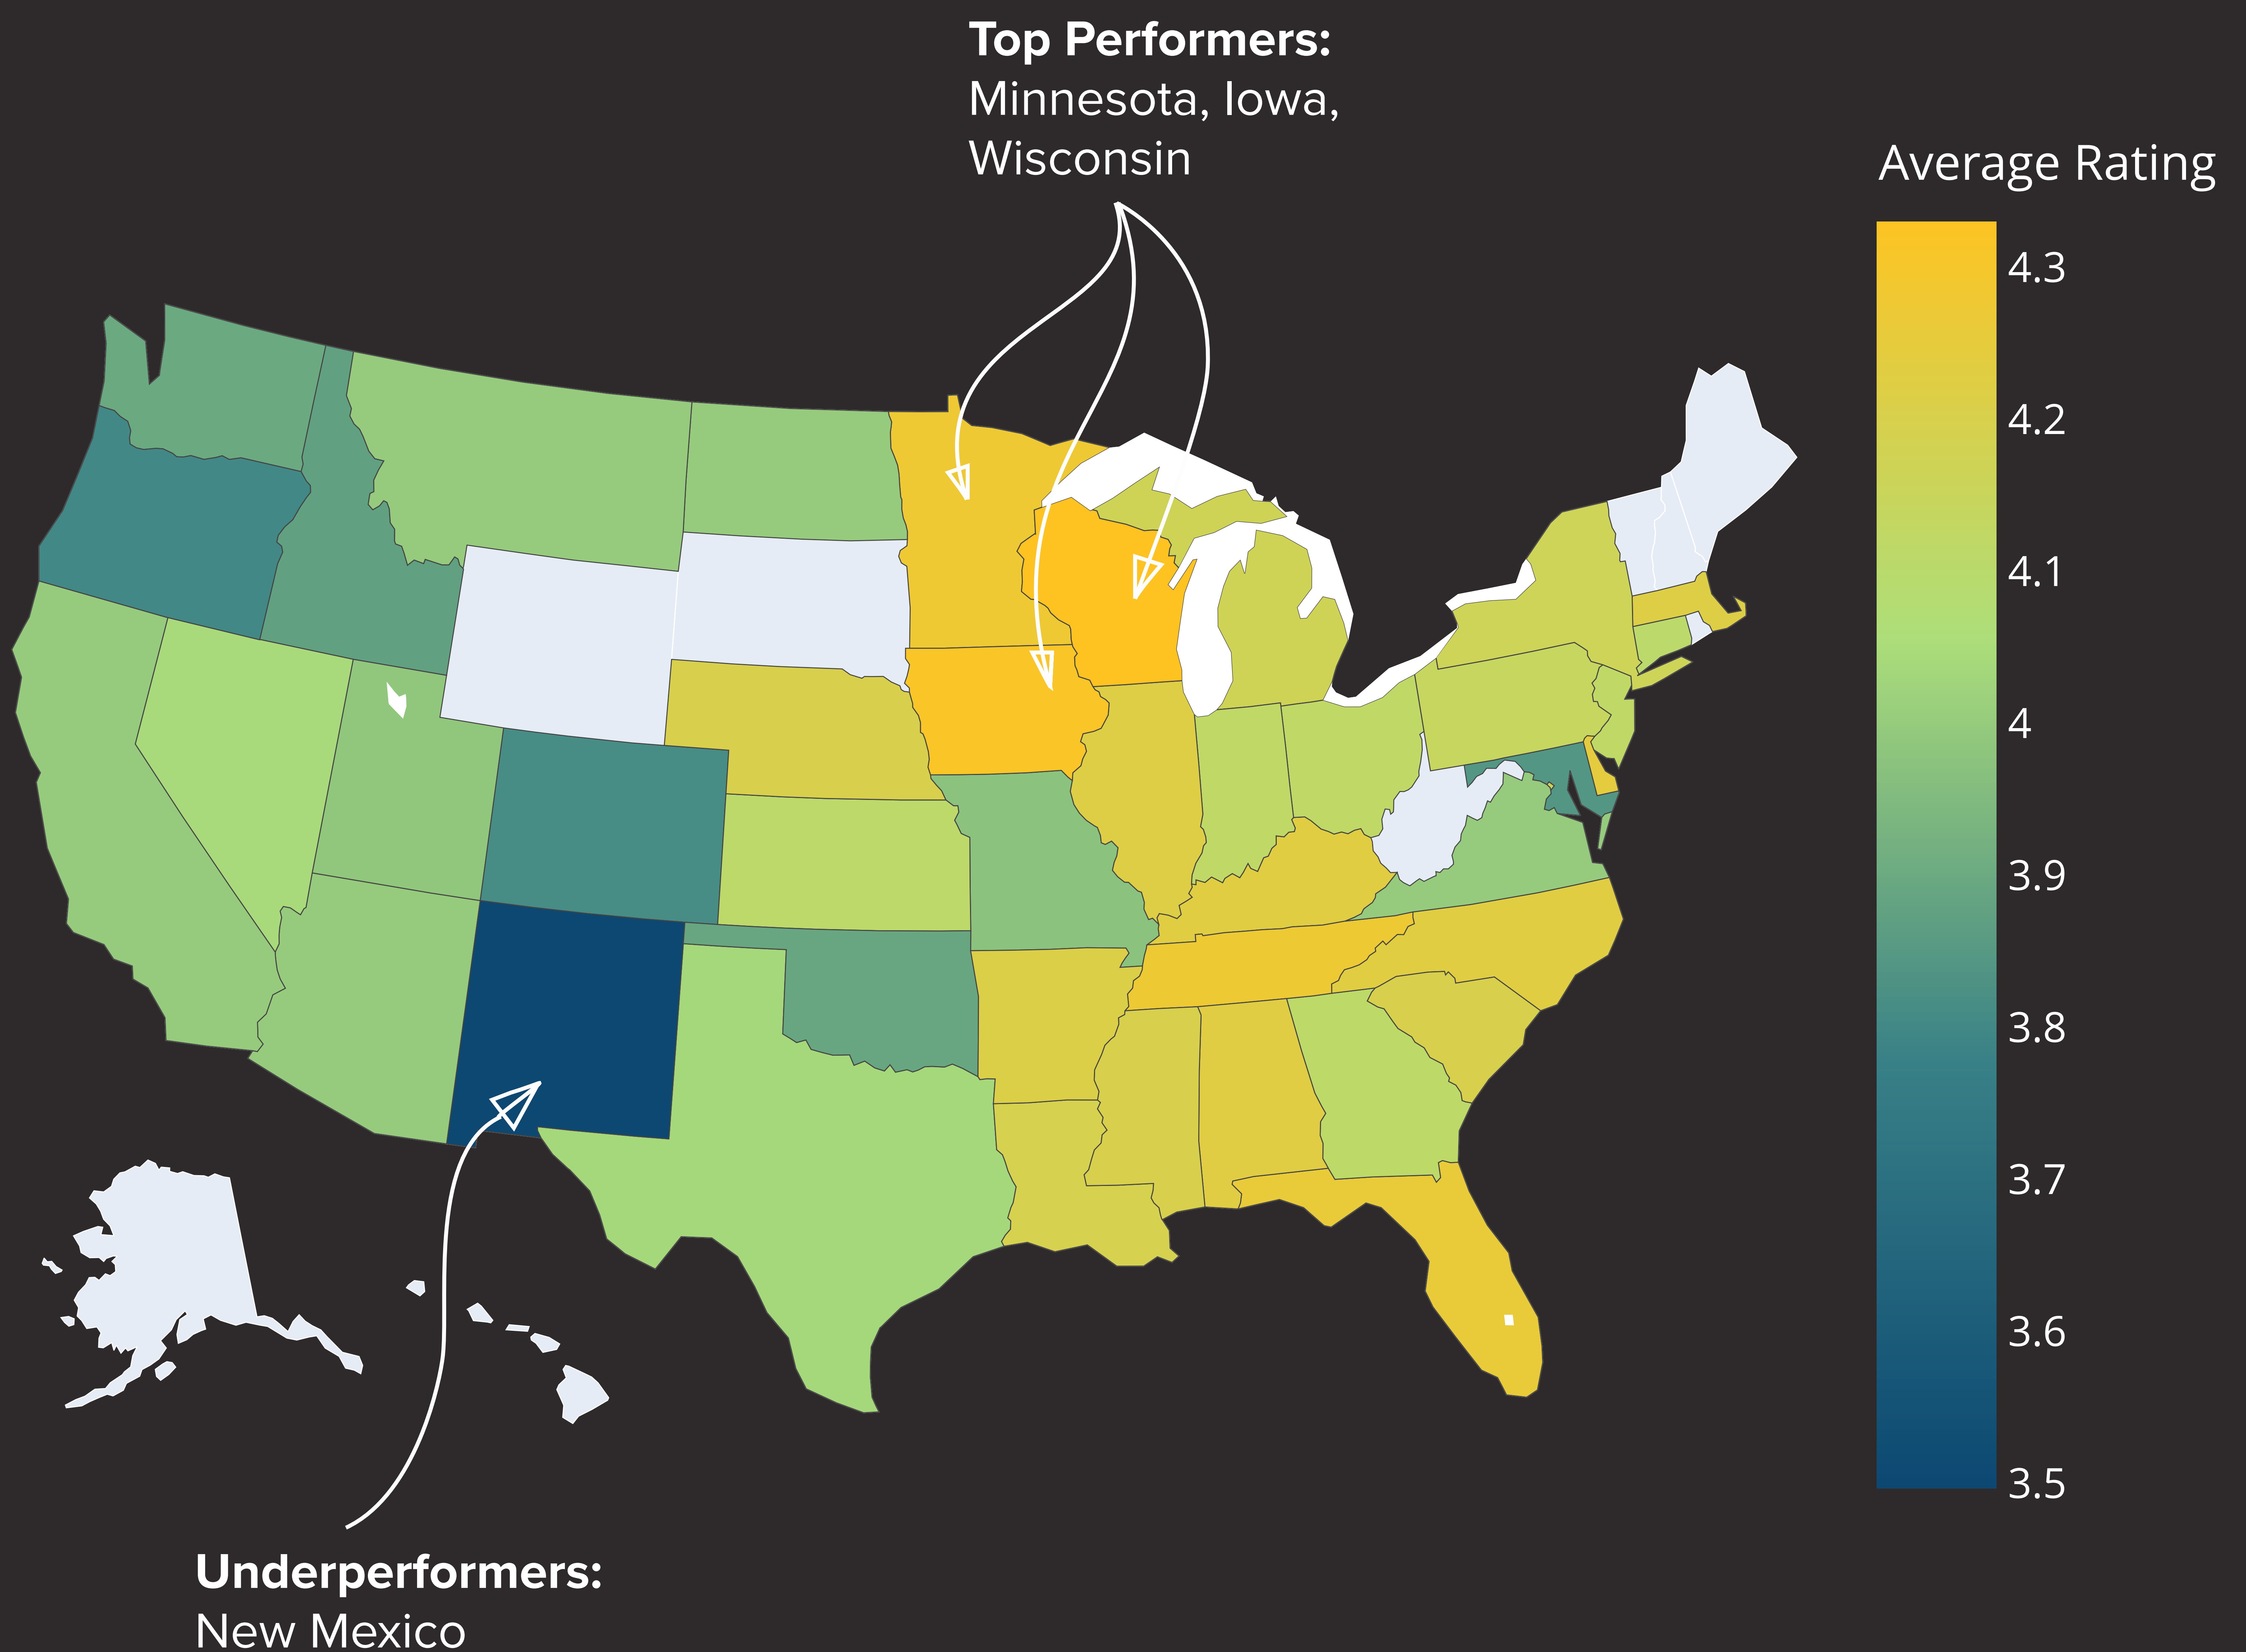 Top Performers:
Minnesota, Iowa,
Wisconsin
Average Rating
4.3
4.2
4.1
4
3.9
3.8
3.7
3.6
3.5
Underperformers:
New Mexico